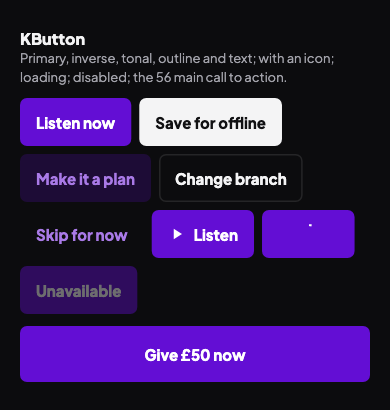 KButton
Primary, inverse, tonal, outline and text; with an icon;
loading; disabled; the 56 main call to action.
Listen now
Save for offline
Make it a plan
Change branch
Skip for now
Listen
Unavailable
Give £50 now